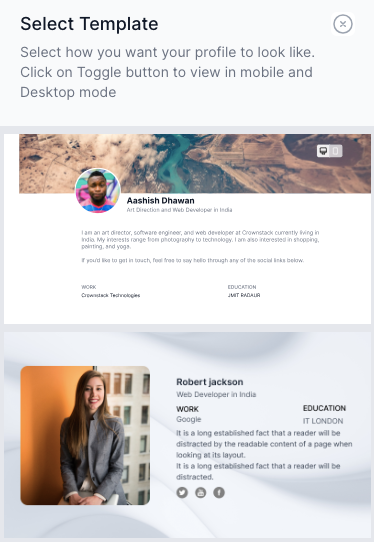 Select Template
Select how you want your profile to look like.
Click on Toggle button to view in mobile and
Desktop mode
Aashish Dhawan
Art Direction and Web Developer in India
I am an art director, software engineer, and web developer at Crownstack currently living in
India. My interests range from photography to technology. I am also interested in shopping,
painting, and yoga.
If you'd like to get in touch, feel free to say hello through any of the social links below.
WORK
EDUCATION
Crownstack Technologies
JMIT RADAUR
Robert jackson
Web Developer in India
WORK
EDUCATION
Google
IT LONDON
It is a long established fact that a reader will be
distracted by the readable content of a page when
looking at its layout.
It is a long established fact that a reader will be
distracted.